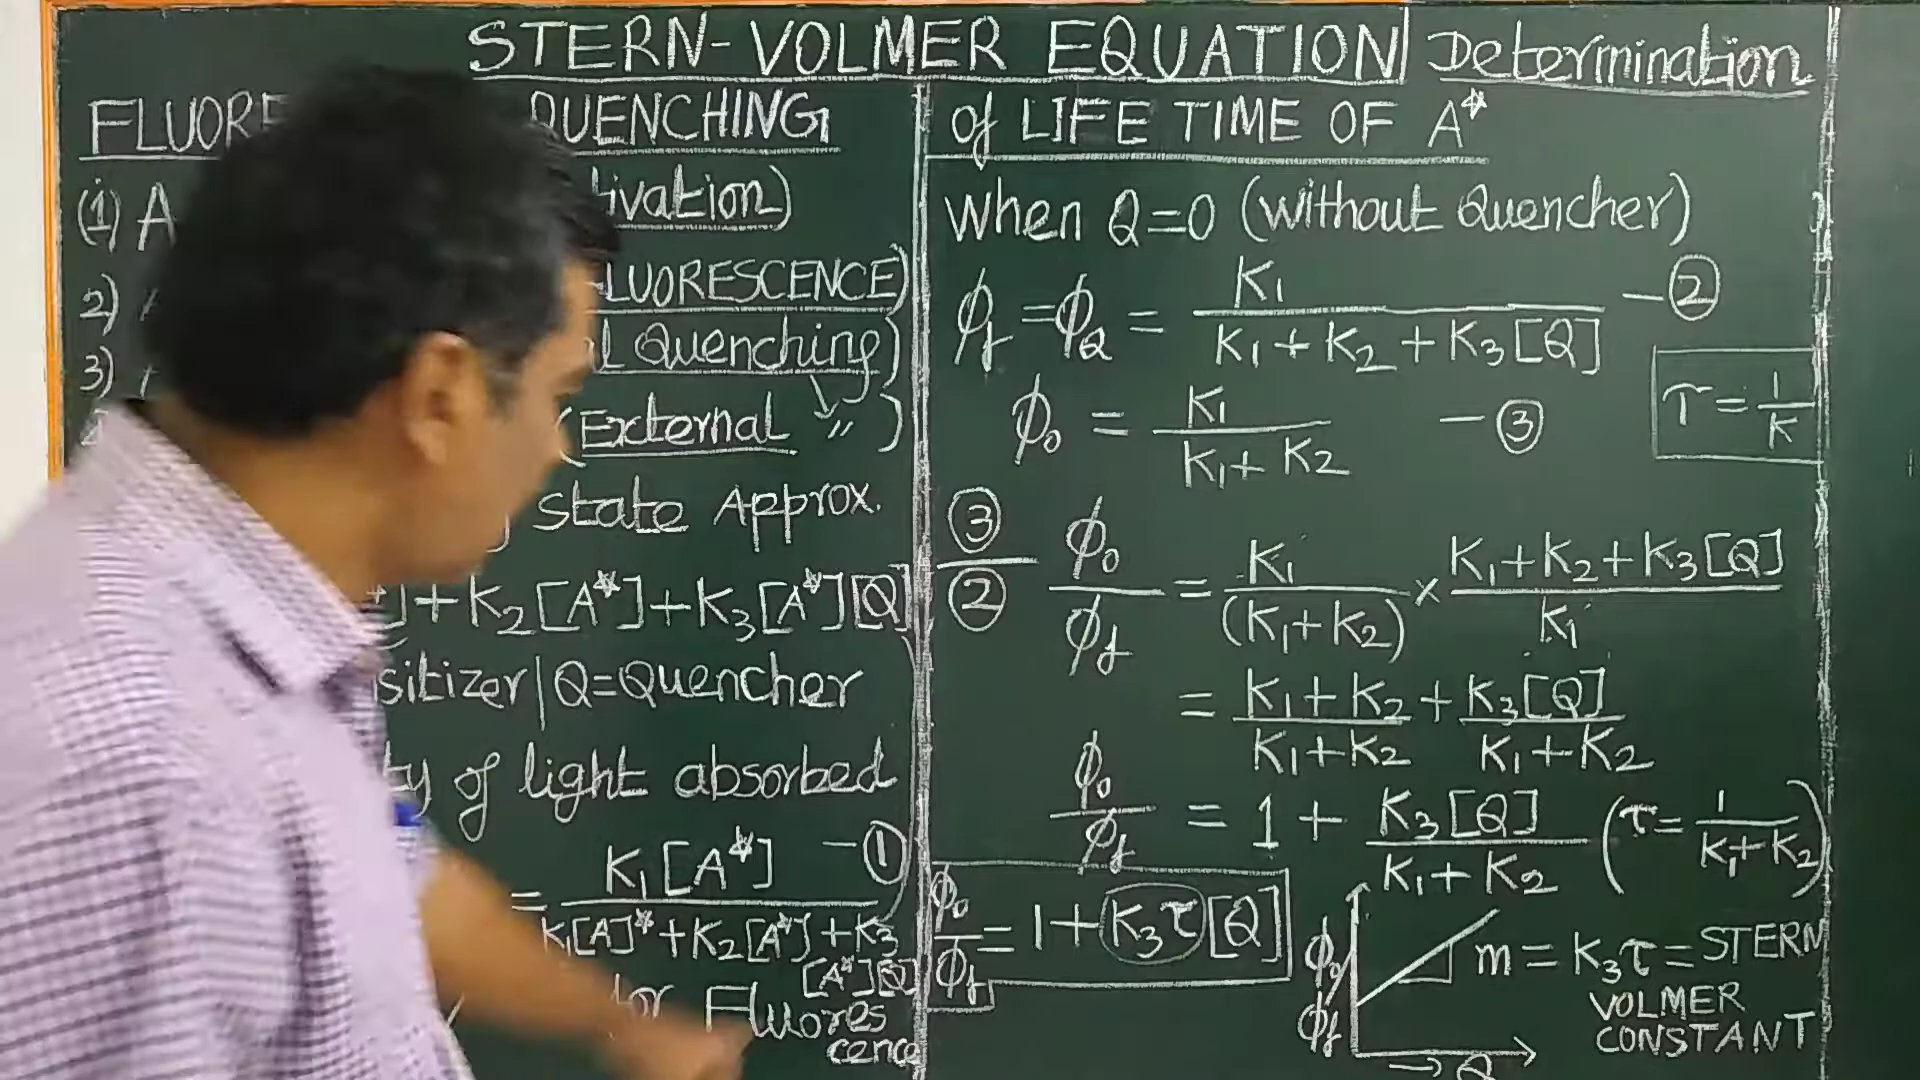 STERN-VOLMER EQUATION | Determination
of LIFE TIME OF A*
FLUORE QUENCHING
(1) A tivation)
2) LUORESCENCE)
3) l Quenching)
(External ↘ ")
State Approx.
]+K₂[A*]+K₃[A*][Q]
sitizer | Q=Quencher
ty of light absorbed
= K₁[A*] / K₁[A]*+K₂[A*]+K₃[A*][Q] -①
for Fluorescence
When Q=0 (without Quencher)
ϕf = ϕQ = K₁ / K₁+K₂+K₃[Q] -②
ϕ₀ = K₁ / K₁+K₂ -③
τ = 1/K
③/② ϕ₀/ϕf = K₁/(K₁+K₂) × K₁+K₂+K₃[Q] / K₁
= K₁+K₂ / K₁+K₂ + K₃[Q] / K₁+K₂
ϕ₀/ϕf = 1 + K₃[Q] / K₁+K₂ (τ= 1/K₁+K₂)
ϕ₀/ϕf = 1+K₃τ[Q]
ϕ₀/ϕf
m = K₃τ = STERN
VOLMER
CONSTANT
→ Q